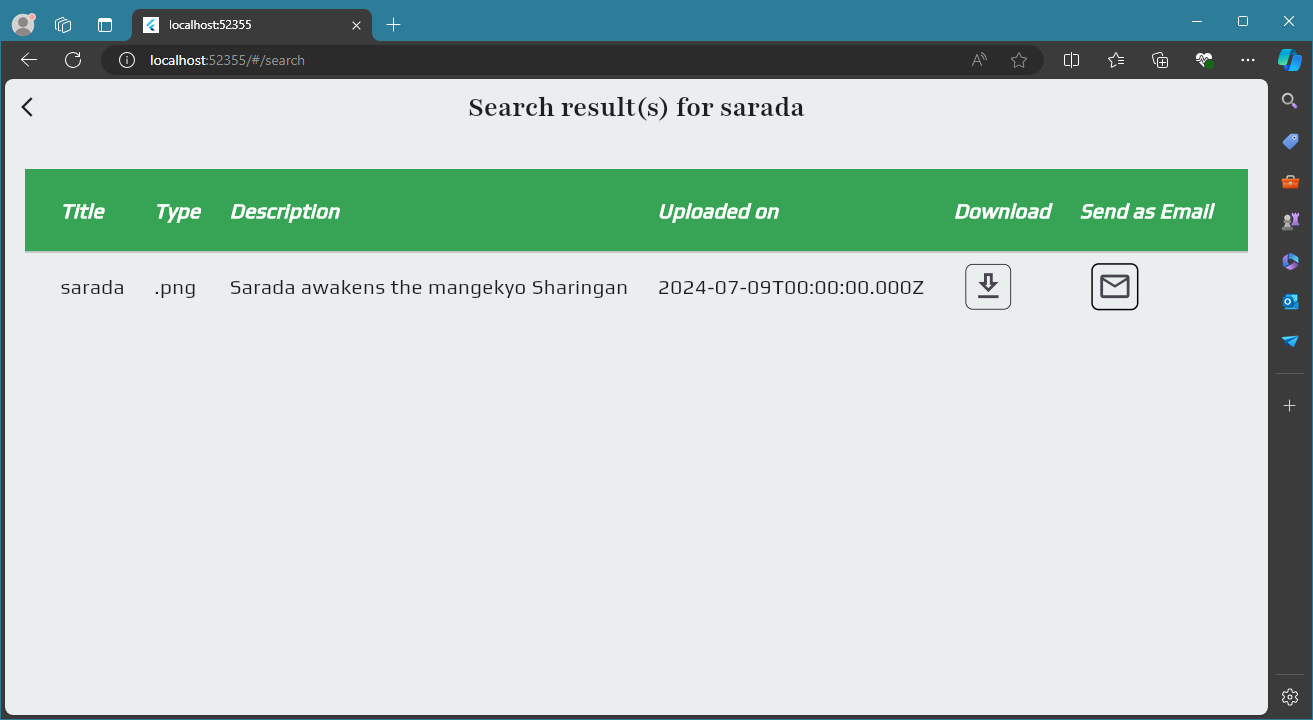 localhost:52355
localhost:52355/#/search
Search result(s) for sarada
Title Type Description Uploaded on Download Send as Email
sarada .png Sarada awakens the mangekyo Sharingan 2024-07-09T00:00:00.000Z